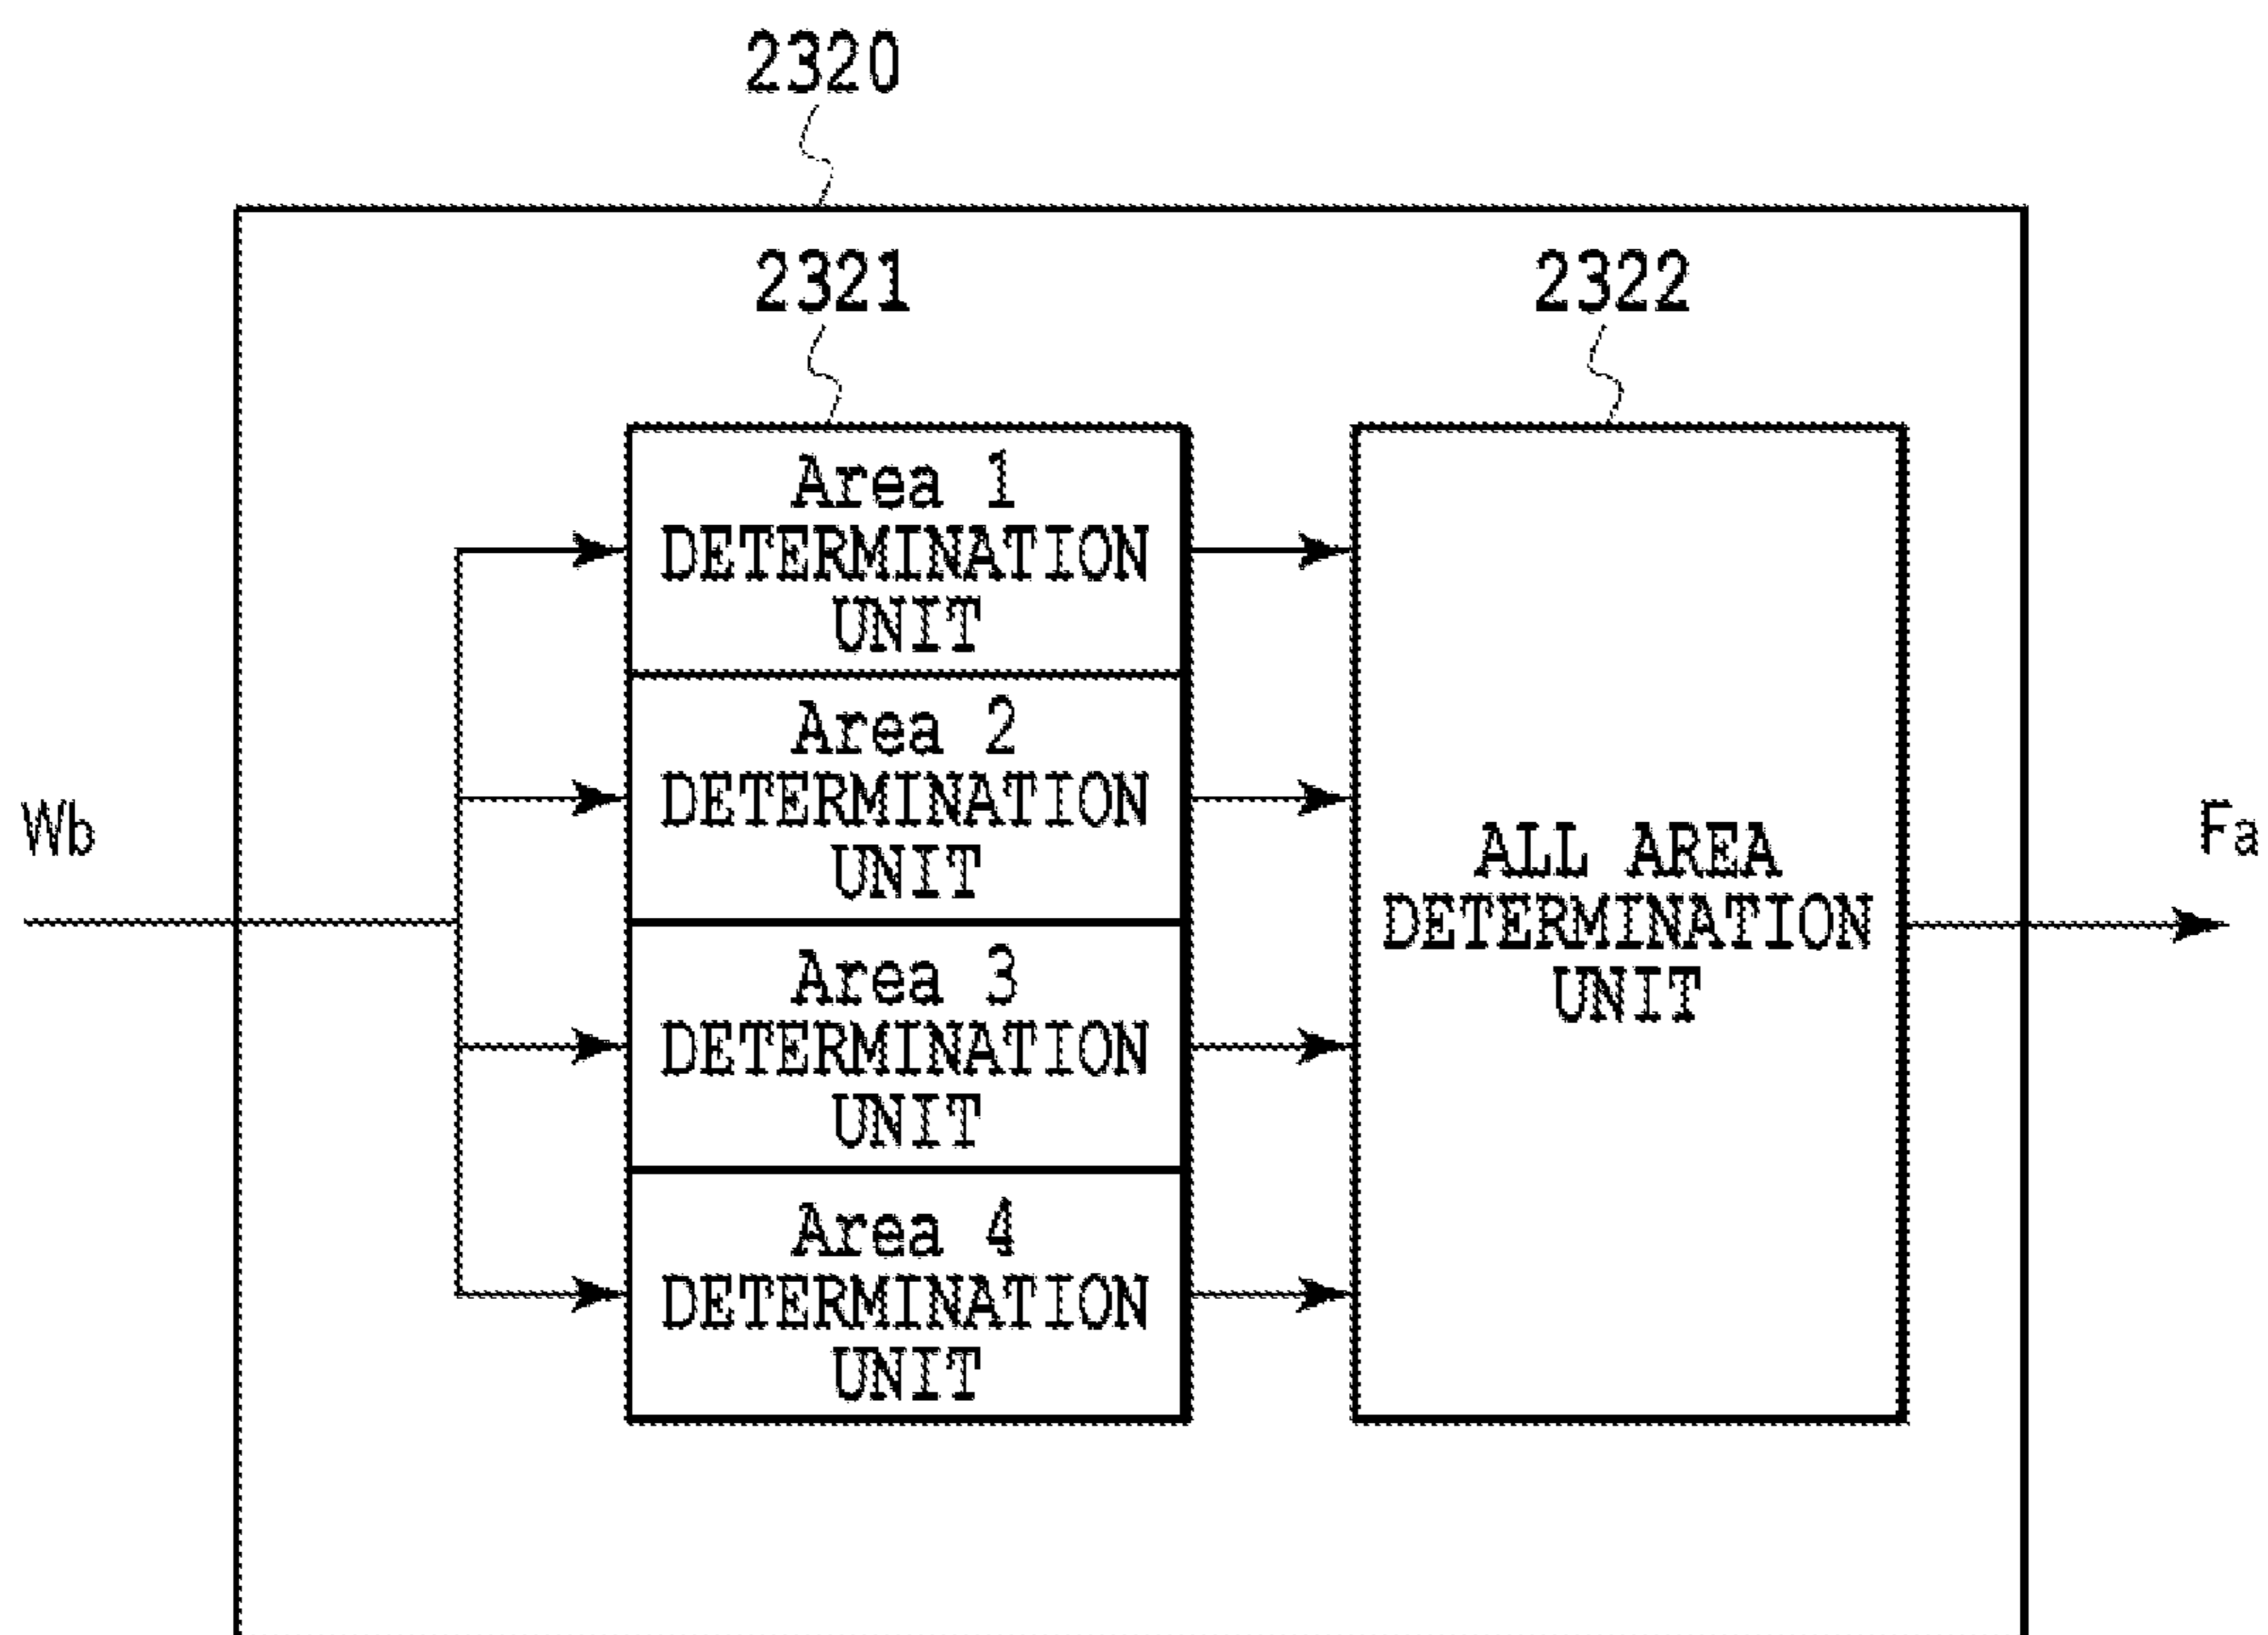 2320
2321
2322
Area 1
DETERMINATION
UNIT
Area 2
DETERMINATION
UNIT
Area 3
DETERMINATION
UNIT
Area 4
DETERMINATION
UNIT
ALL AREA
DETERMINATION
UNIT
Wb
Fa